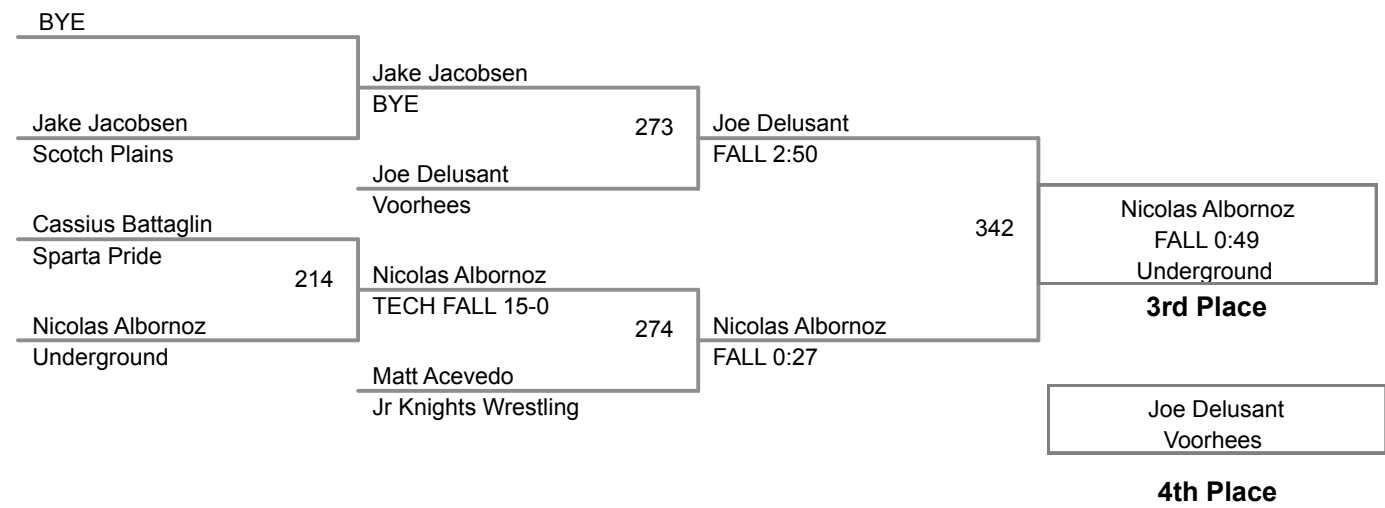 BYE
Jake Jacobsen
BYE
Jake Jacobsen
Scotch Plains
273
Joe Delusant
FALL 2:50
Joe Delusant
Voorhees
Cassius Battaglin
Sparta Pride
214
Nicolas Albornoz
TECH FALL 15-0
Nicolas Albornoz
Underground
274
Nicolas Albornoz
FALL 0:27
Matt Acevedo
Jr Knights Wrestling
342
Nicolas Albornoz
FALL 0:49
Underground
3rd Place
Joe Delusant
Voorhees
4th Place